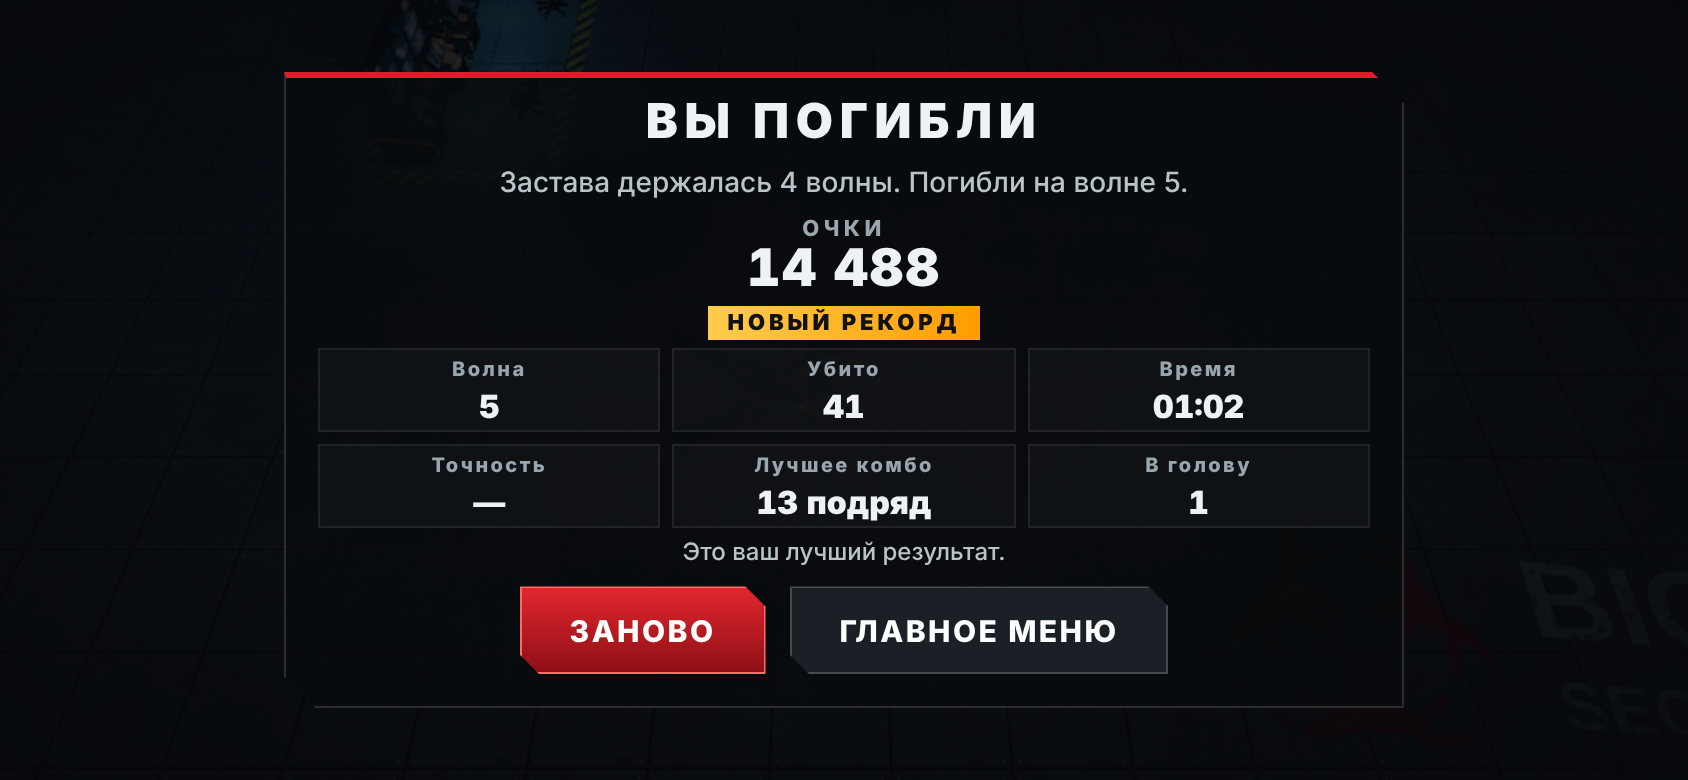 ВЫ ПОГИБЛИ
Застава держалась 4 волны. Погибли на волне 5.
ОЧКИ
14 488
НОВЫЙ РЕКОРД
Волна
5
Убито
41
Время
01:02
Точность
—
Лучшее комбо
13 подряд
В голову
1
Это ваш лучший результат.
ЗАНОВО
ГЛАВНОЕ МЕНЮ